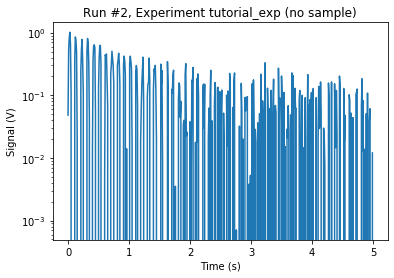 Run #2, Experiment tutorial_exp (no sample)
Signal (V)
10⁰
10⁻¹
10⁻²
10⁻³
0 1 2 3 4 5
Time (s)